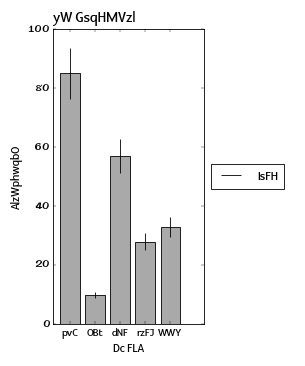 yW GsqHMVzl
100
80
60
40
20
0
AlzWphwqbO
pvC OBt dNF rzFJ WWY
Dc FLA
lsFH